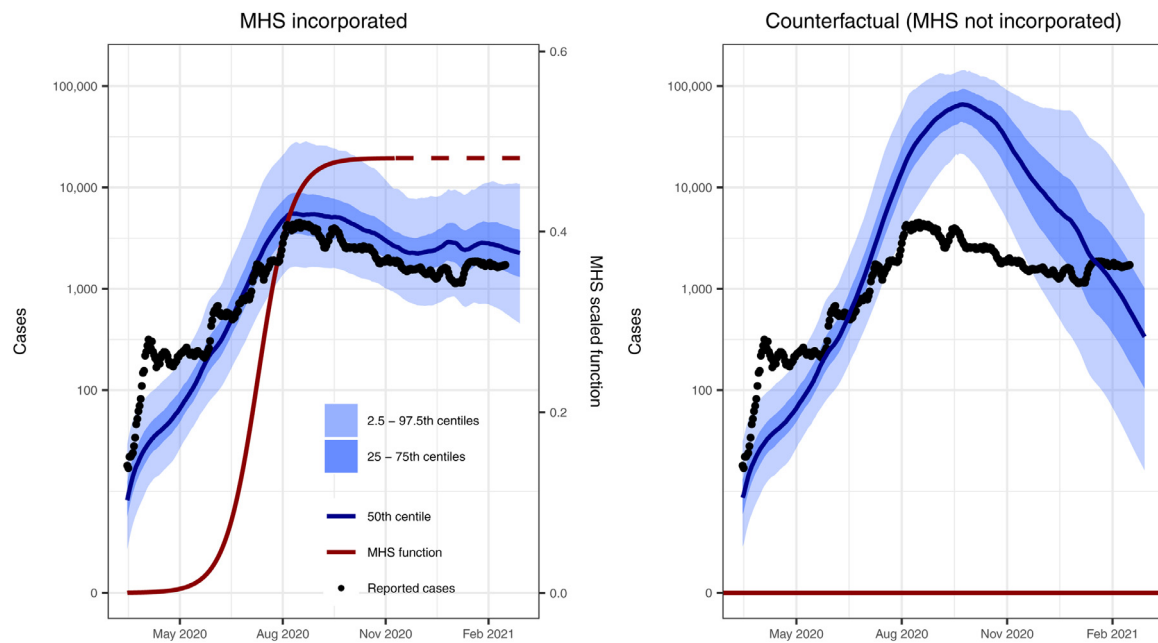 MHS incorporated
Cases
100,000
10,000
1,000
100
0
0.6
0.4
0.2
0.0
MHS scaled function
2.5 – 97.5th centiles
25 – 75th centiles
50th centile
MHS function
Reported cases
May 2020
Aug 2020
Nov 2020
Feb 2021
Counterfactual (MHS not incorporated)
Cases
100,000
10,000
1,000
100
0
May 2020
Aug 2020
Nov 2020
Feb 2021